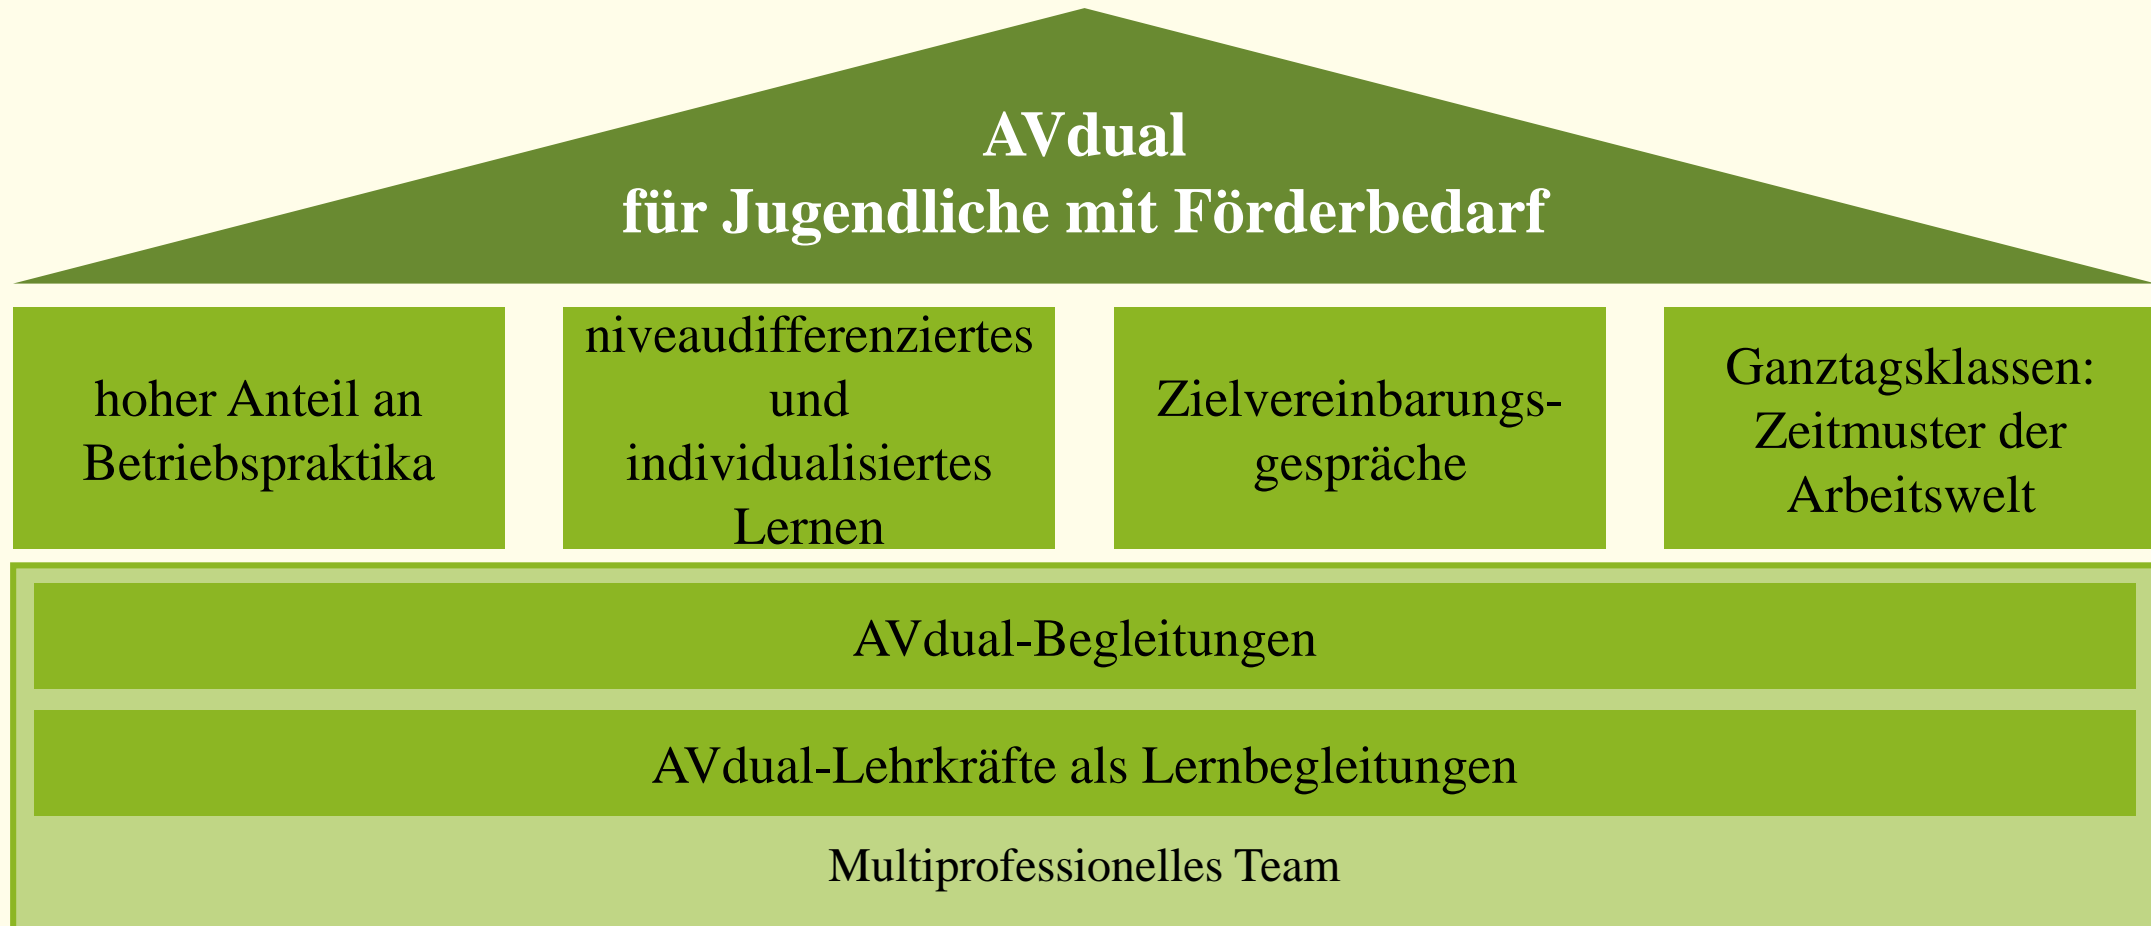 AVdual
für Jugendliche mit Förderbedarf
hoher Anteil an
Betriebspraktika
niveaudifferenziertes
und
individualisiertes
Lernen
Zielvereinbarungs-
gespräche
Ganztagsklassen:
Zeitmuster der
Arbeitswelt
AVdual-Begleitungen
AVdual-Lehrkräfte als Lernbegleitungen
Multiprofessionelles Team